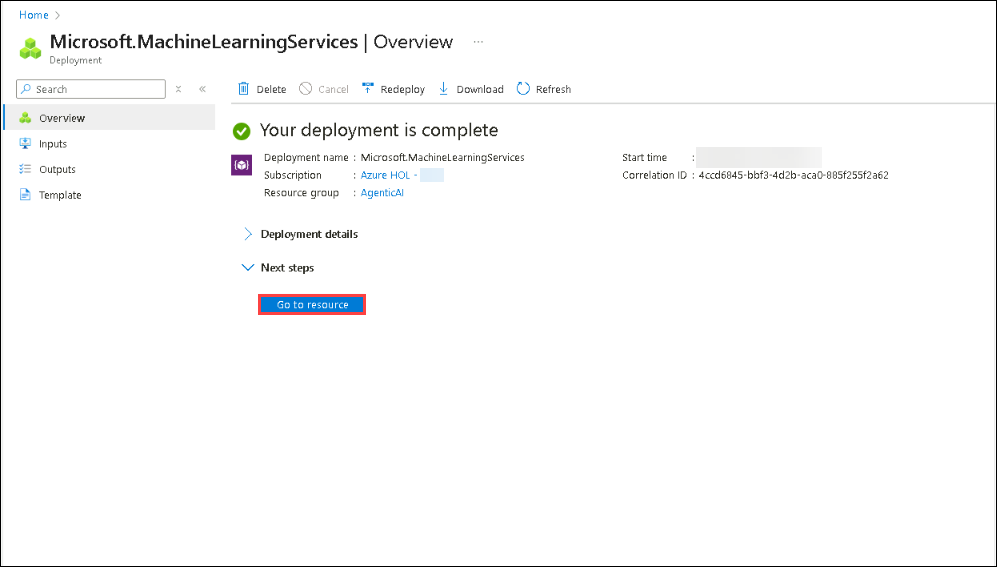 Home
Microsoft.MachineLearningServices | Overview ...
Deployment
Search
Delete Cancel Redeploy Download Refresh
Overview
Inputs
Outputs
Template
Your deployment is complete
Deployment name : Microsoft.MachineLearningServices
Subscription : Azure HOL -
Resource group : AgenticAI
Start time :
Correlation ID : 4ccd6845-bbf3-4d2b-aca0-885f255f2a62
Deployment details
Next steps
Go to resource